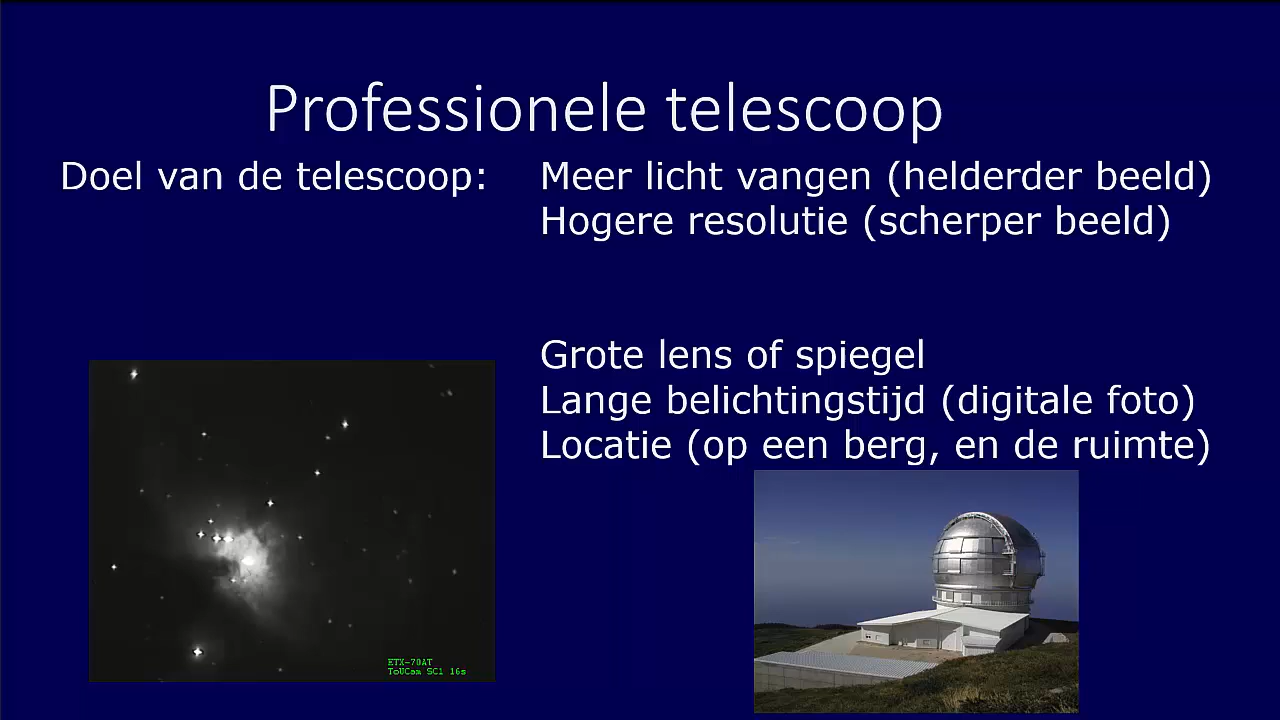 Professionele telescoop
Doel van de telescoop:
Meer licht vangen (helderder beeld)
Hogere resolutie (scherper beeld)
Grote lens of spiegel
Lange belichtingstijd (digitale foto)
Locatie (op een berg, en de ruimte)
ETX-70AT
ToUCam SC1 16s